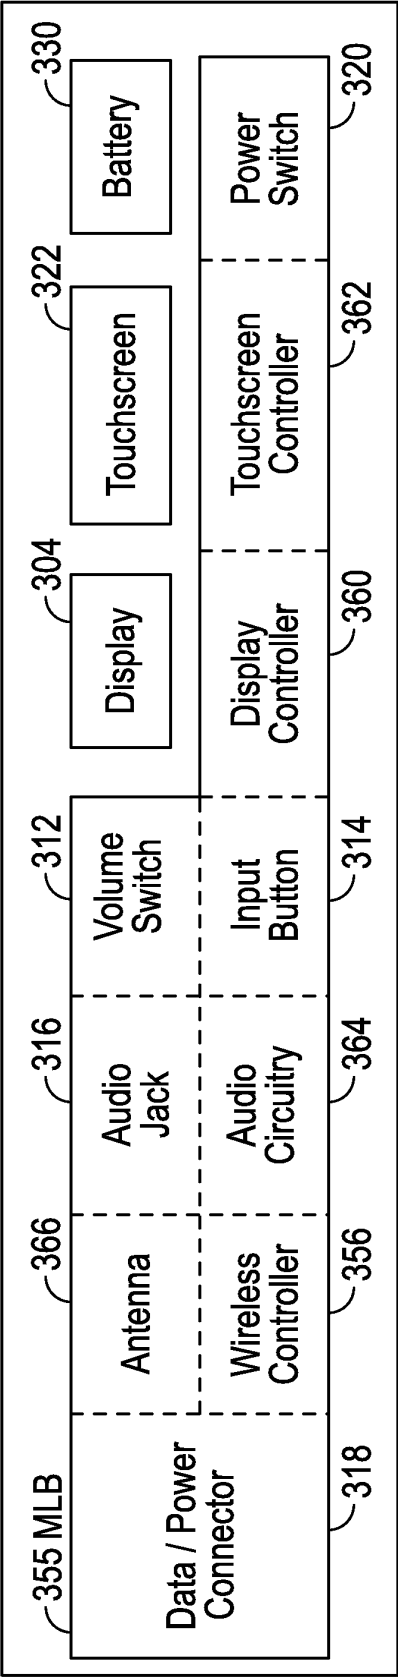 355 MLB
366
316
312
304
322
330
Data / Power
Connector
Antenna
Audio
Jack
Volume
Switch
Display
Touchscreen
Battery
Wireless
Controller
Audio
Circuitry
Input
Button
Display
Controller
Touchscreen
Controller
Power
Switch
318
356
364
314
360
362
320